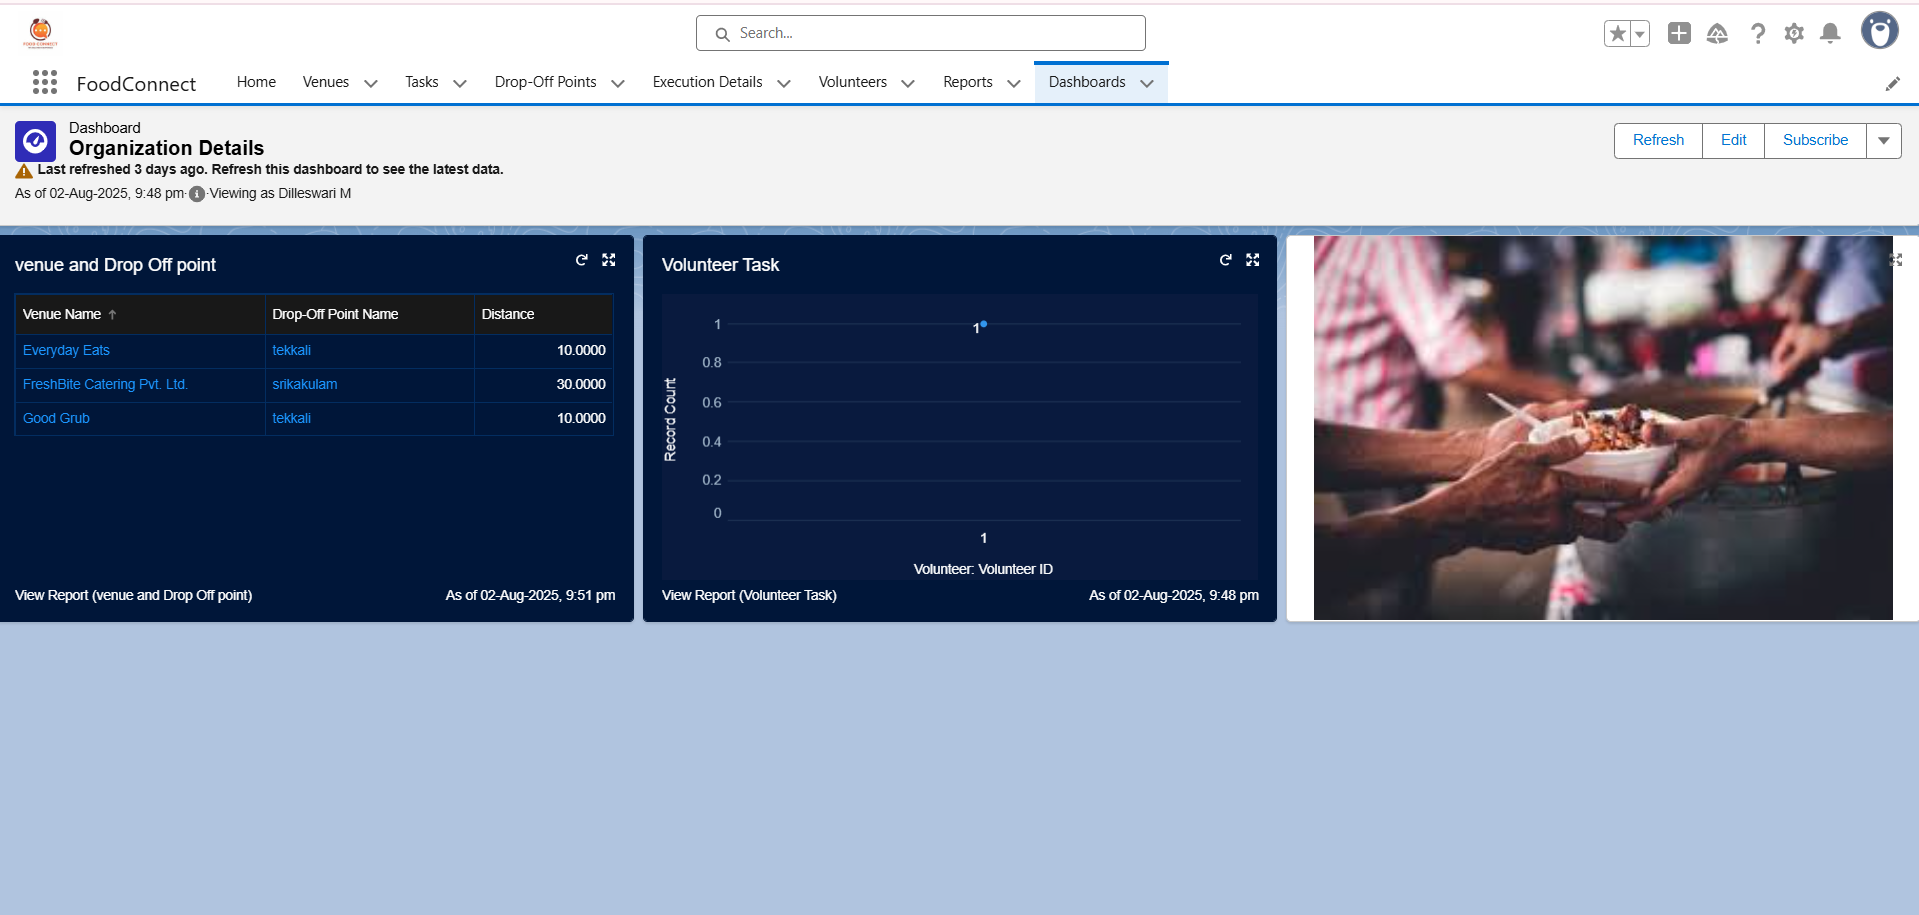 FOOD CONNECT
Search...
FoodConnect
Home
Venues
Tasks
Drop-Off Points
Execution Details
Volunteers
Reports
Dashboards
Dashboard
Organization Details
Last refreshed 3 days ago. Refresh this dashboard to see the latest data.
As of 02-Aug-2025, 9:48 pm·Viewing as Dilleswari M
Refresh
Edit
Subscribe
venue and Drop Off point
Venue Name ↑ Drop-Off Point Name Distance
Everyday Eats tekkali 10.0000
FreshBite Catering Pvt. Ltd. srikakulam 30.0000
Good Grub tekkali 10.0000
View Report (venue and Drop Off point)
As of 02-Aug-2025, 9:51 pm
Volunteer Task
Record Count
1
0.8
0.6
0.4
0.2
0
1
1
Volunteer: Volunteer ID
View Report (Volunteer Task)
As of 02-Aug-2025, 9:48 pm